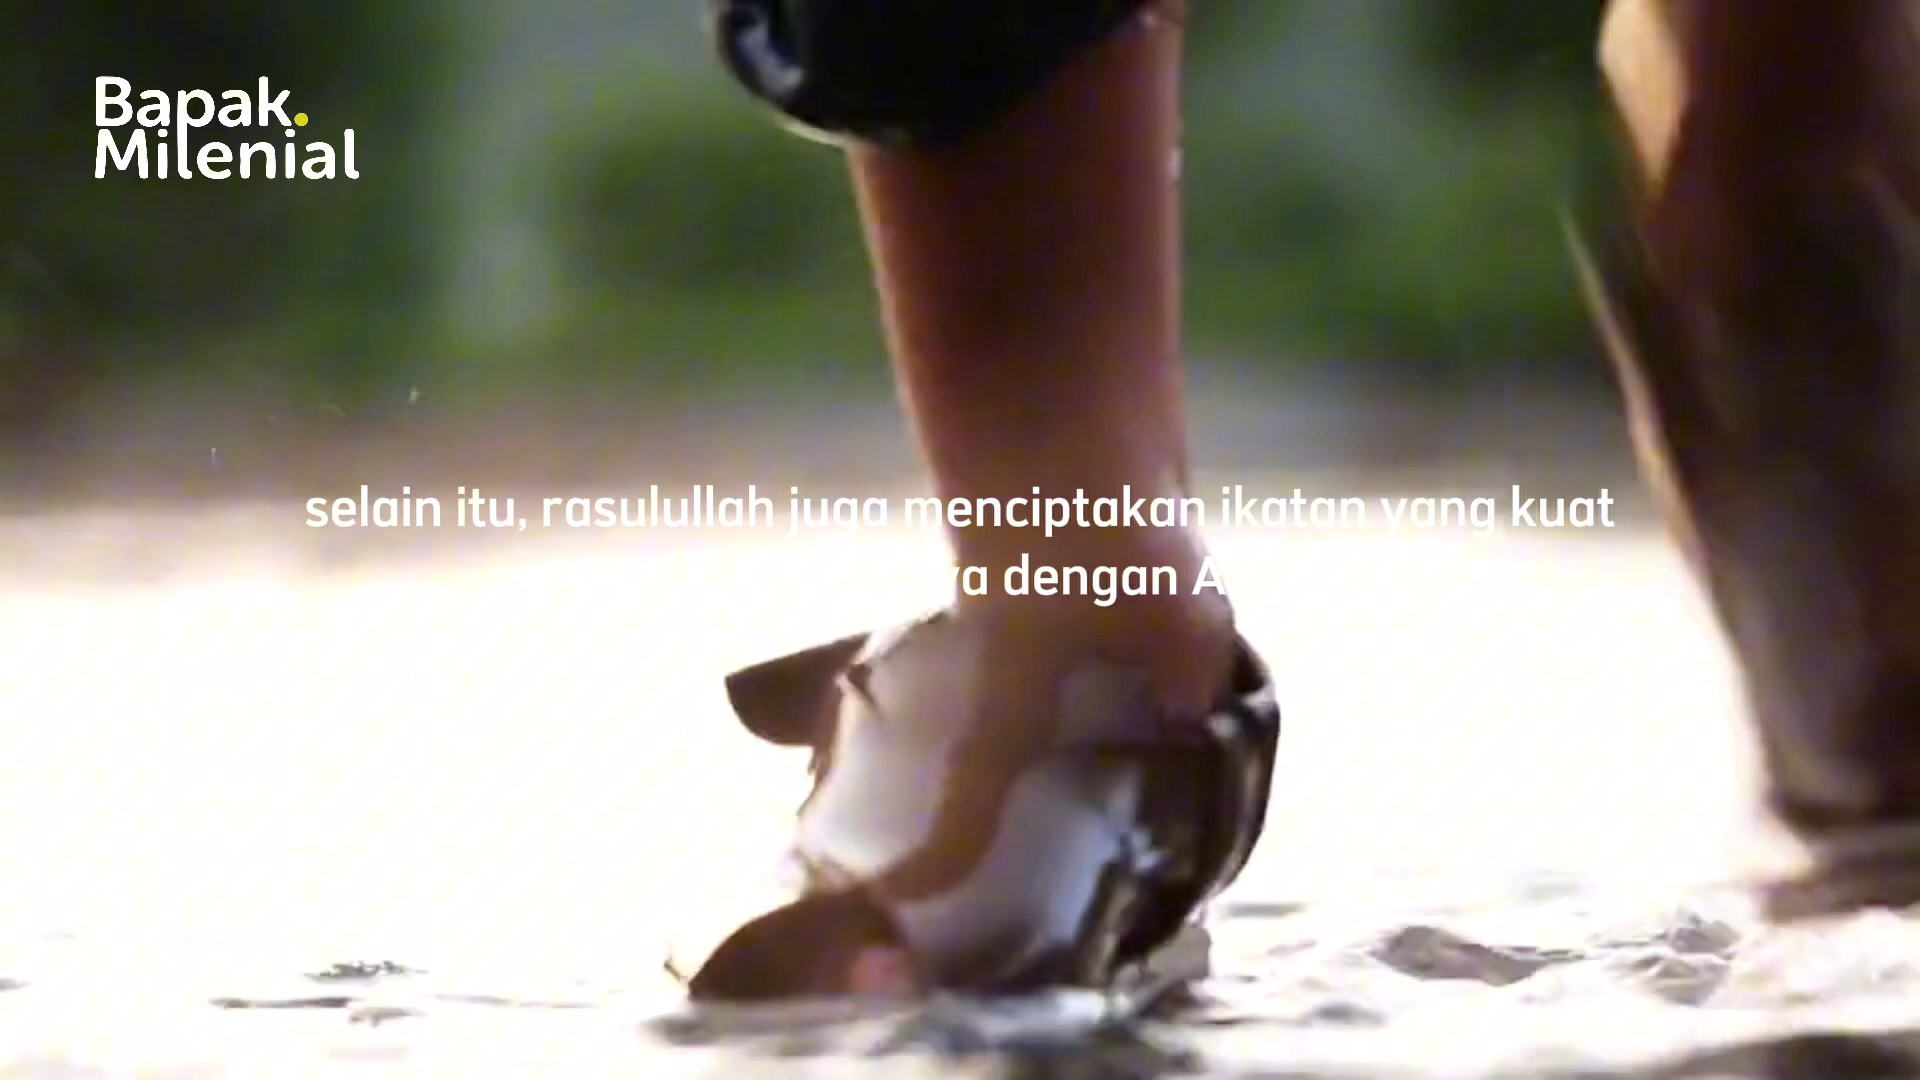 Bapak.
Milenial
selain itu, rasulullah juga menciptakan ikatan yang kuat
dengan